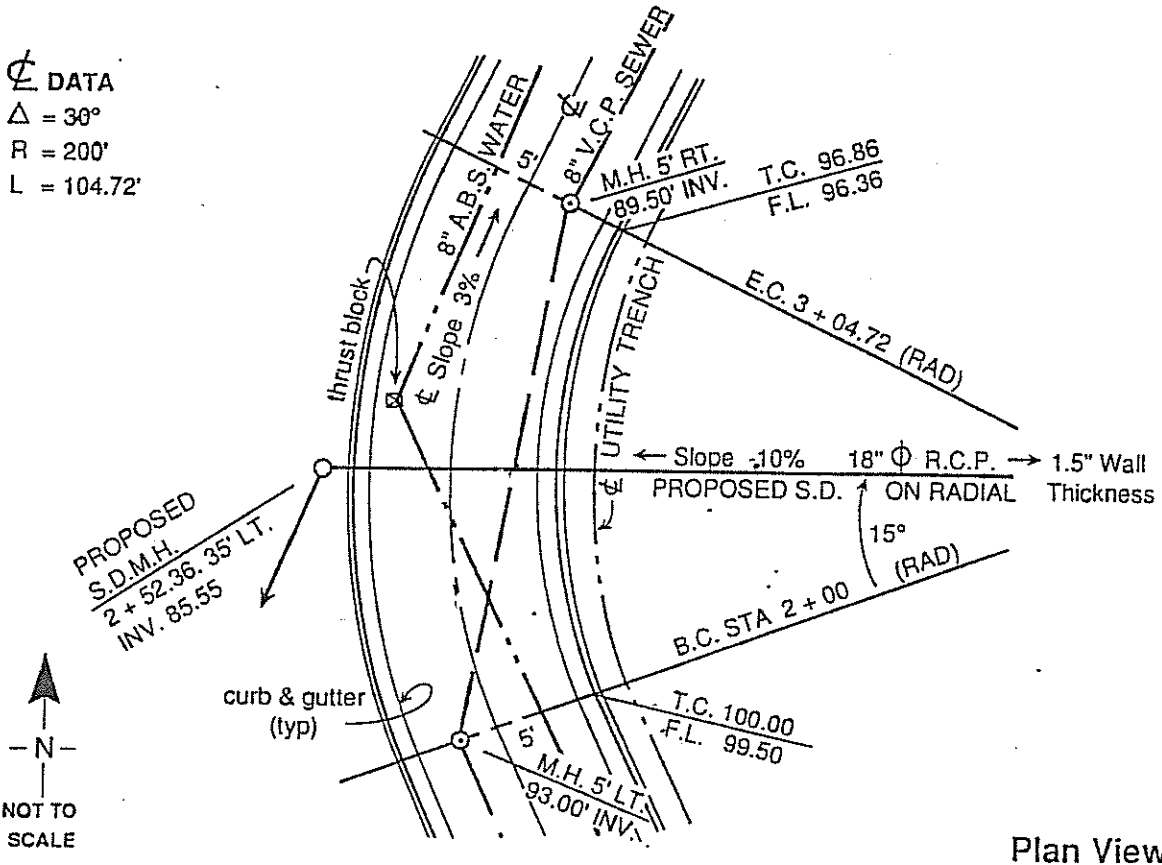 ℄ DATA
Δ = 30°
R = 200'
L = 104.72'
8" A.B.S. WATER
℄
8" V.C.P. SEWER
5'
M.H. 5' RT.
89.50' INV.
T.C. 96.86
F.L. 96.36
thrust block
℄ Slope 3%
℄ UTILITY TRENCH
E.C. 3 + 04.72 (RAD)
Slope -10% 18" ϕ R.C.P. 1.5" Wall
PROPOSED S.D. ON RADIAL Thickness
PROPOSED
S.D.M.H.
2 + 52.36. 35' LT.
INV. 85.55
15°
B.C. STA 2 + 00 (RAD)
curb & gutter
(typ)
5'
T.C. 100.00
F.L. 99.50
M.H. 5' LT.
93.00' INV.
N
NOT TO
SCALE
Plan View